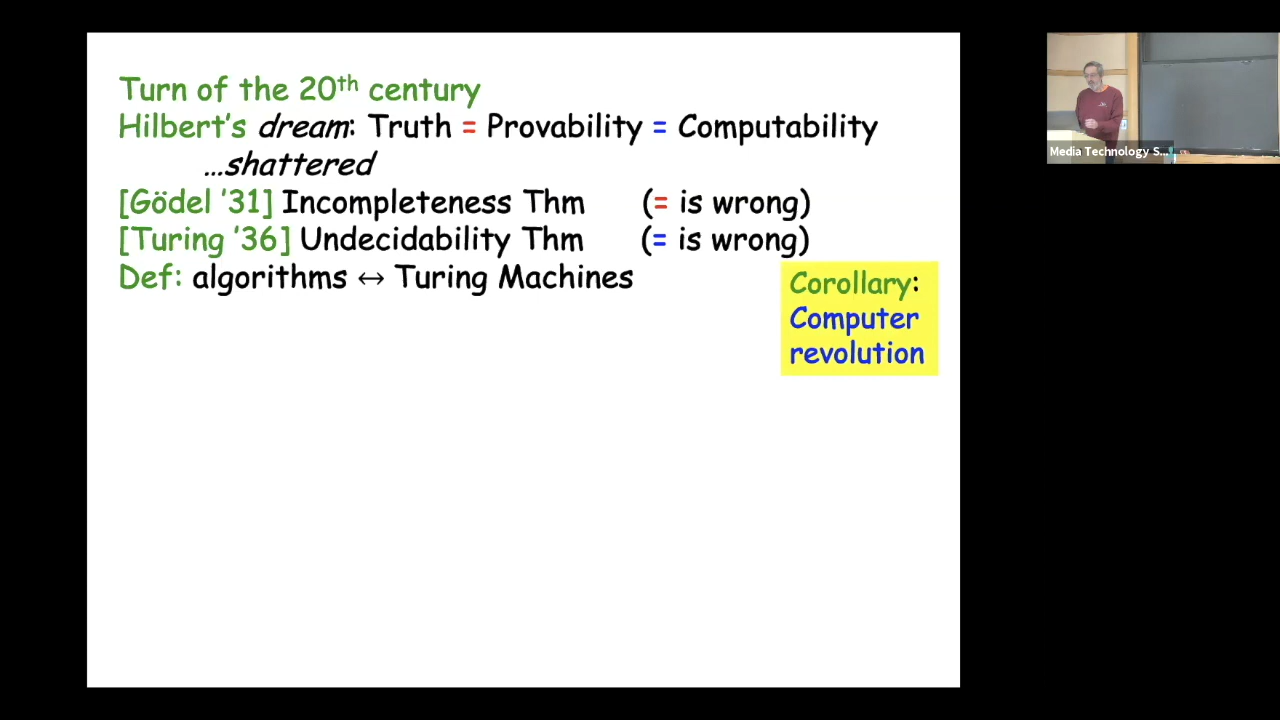 Turn of the 20th century
Hilbert's dream: Truth = Provability = Computability
...shattered
[Gödel '31] Incompleteness Thm (= is wrong)
[Turing '36] Undecidability Thm (= is wrong)
Def: algorithms ↔ Turing Machines
Corollary:
Computer
revolution
Media Technology S...